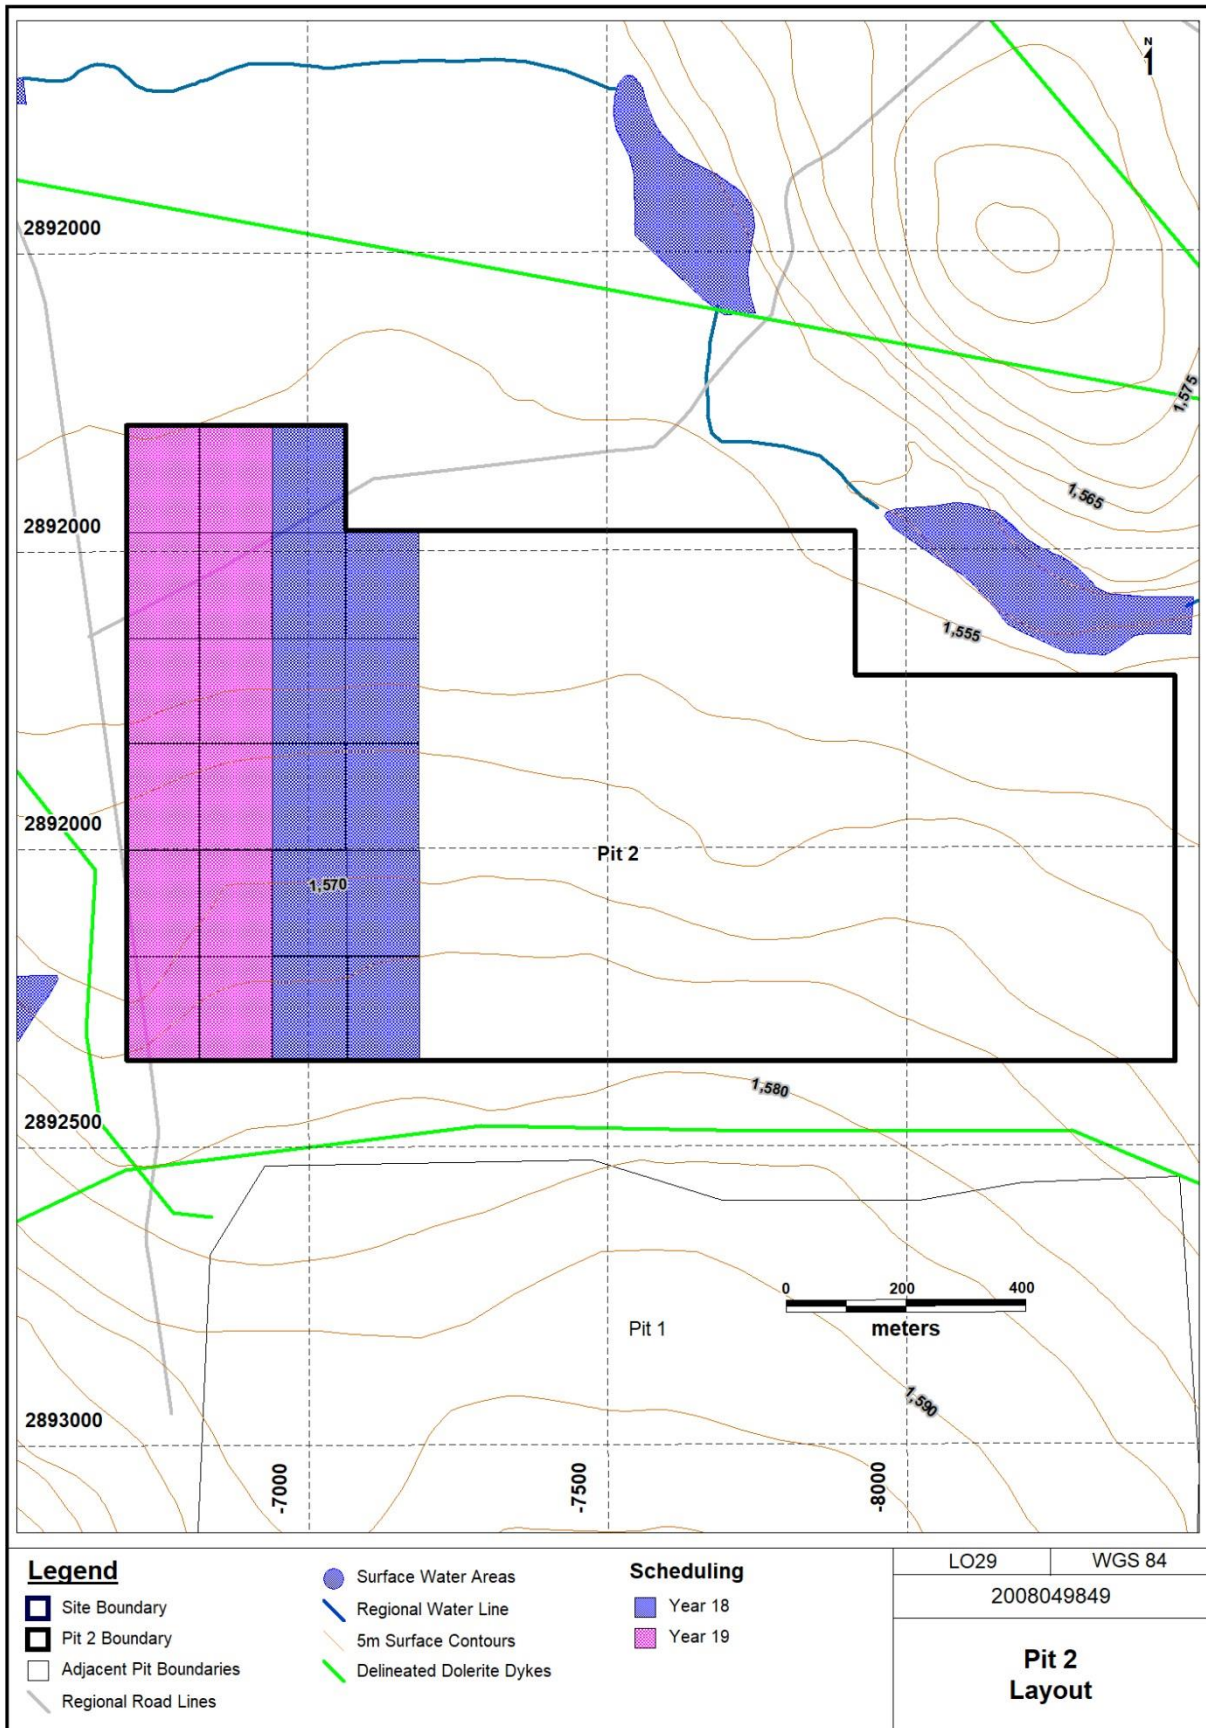 N
2892000
1,575
1,565
2892000
1,555
2892000
Pit 2
1,570
1,580
2892500
0 200 400
meters
Pit 1
1,590
2893000
-7000
-7500
-8000
Legend
Site Boundary
Pit 2 Boundary
Adjacent Pit Boundaries
Regional Road Lines
Surface Water Areas
Regional Water Line
5m Surface Contours
Delineated Dolerite Dykes
Scheduling
Year 18
Year 19
LO29 WGS 84
2008049849
Pit 2
Layout